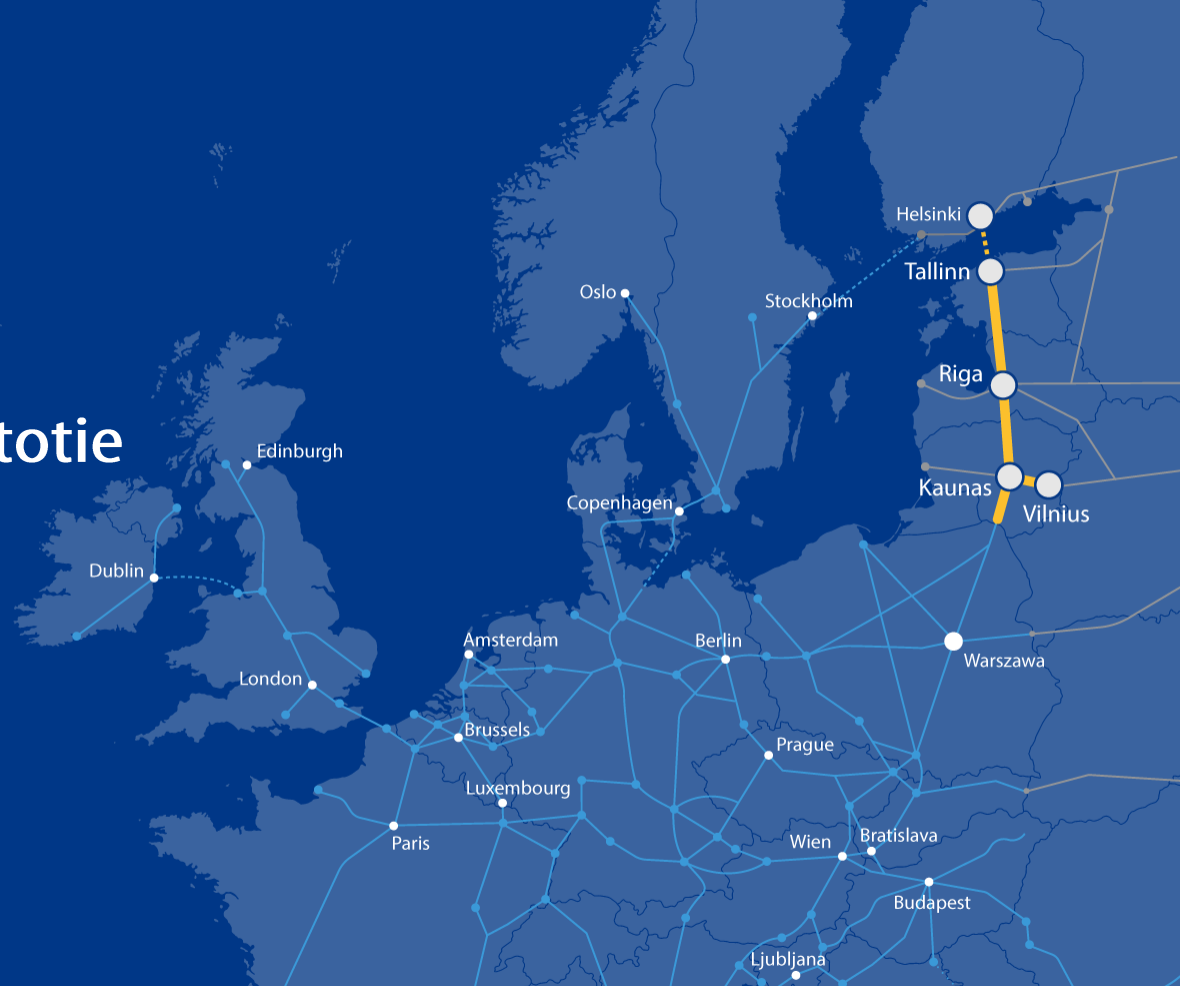 Helsinki
Tallinn
Oslo
Stockholm
Riga
totie
Edinburgh
Kaunas
Copenhagen
Vilnius
Dublin
Amsterdam
Berlin
Warszawa
London
Brussels
Prague
Luxembourg
Paris
Wien
Bratislava
Budapest
Ljubljana